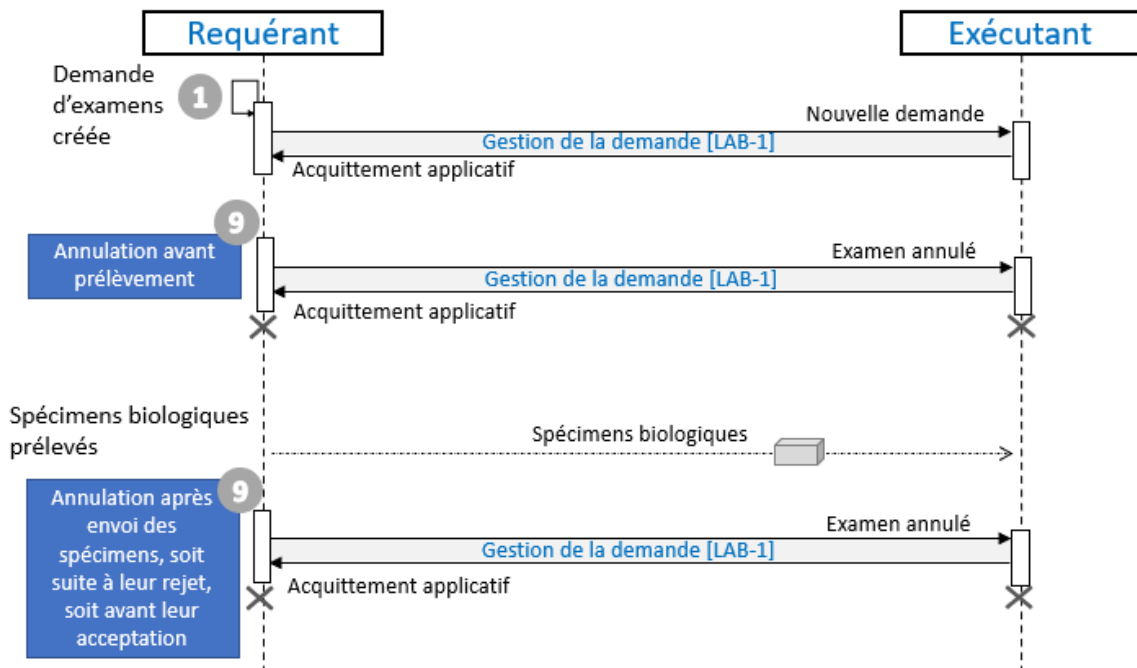 Requérant
Exécutant
Demande
d'examens
créée
1
Nouvelle demande
Gestion de la demande [LAB-1]
Acquittement applicatif
9
Annulation avant
prélèvement
Examen annulé
Gestion de la demande [LAB-1]
Acquittement applicatif
Spécimens biologiques
prélevés
Spécimens biologiques
9
Annulation après
envoi des
spécimens, soit
suite à leur rejet,
soit avant leur
acceptation
Examen annulé
Gestion de la demande [LAB-1]
Acquittement applicatif